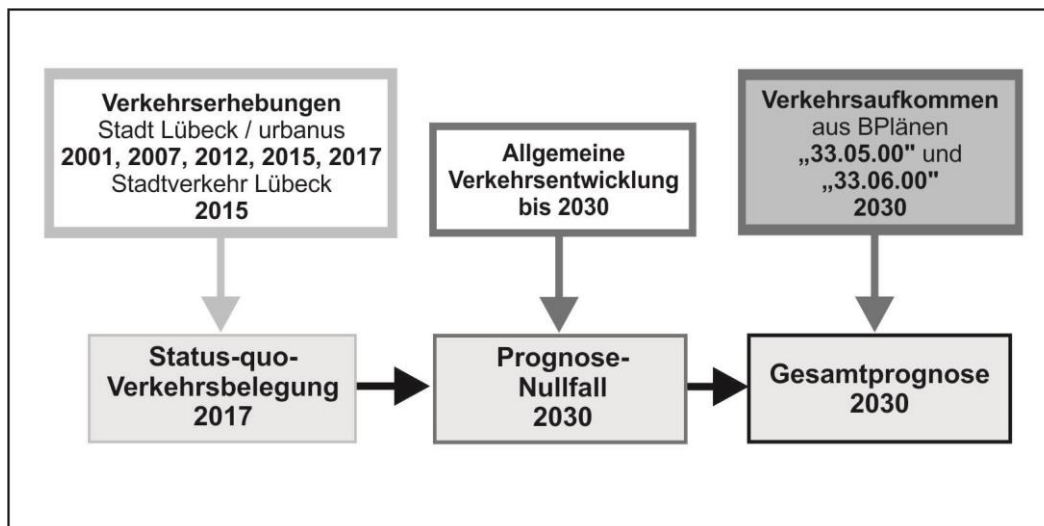 Verkehrserhebungen
Stadt Lübeck / urbanus
2001, 2007, 2012, 2015, 2017
Stadtverkehr Lübeck
2015
Allgemeine
Verkehrsentwicklung
bis 2030
Verkehrsaufkommen
aus BPlänen
„33.05.00" und
„33.06.00"
2030
Status-quo-
Verkehrsbelegung
2017
Prognose-
Nullfall
2030
Gesamtprognose
2030